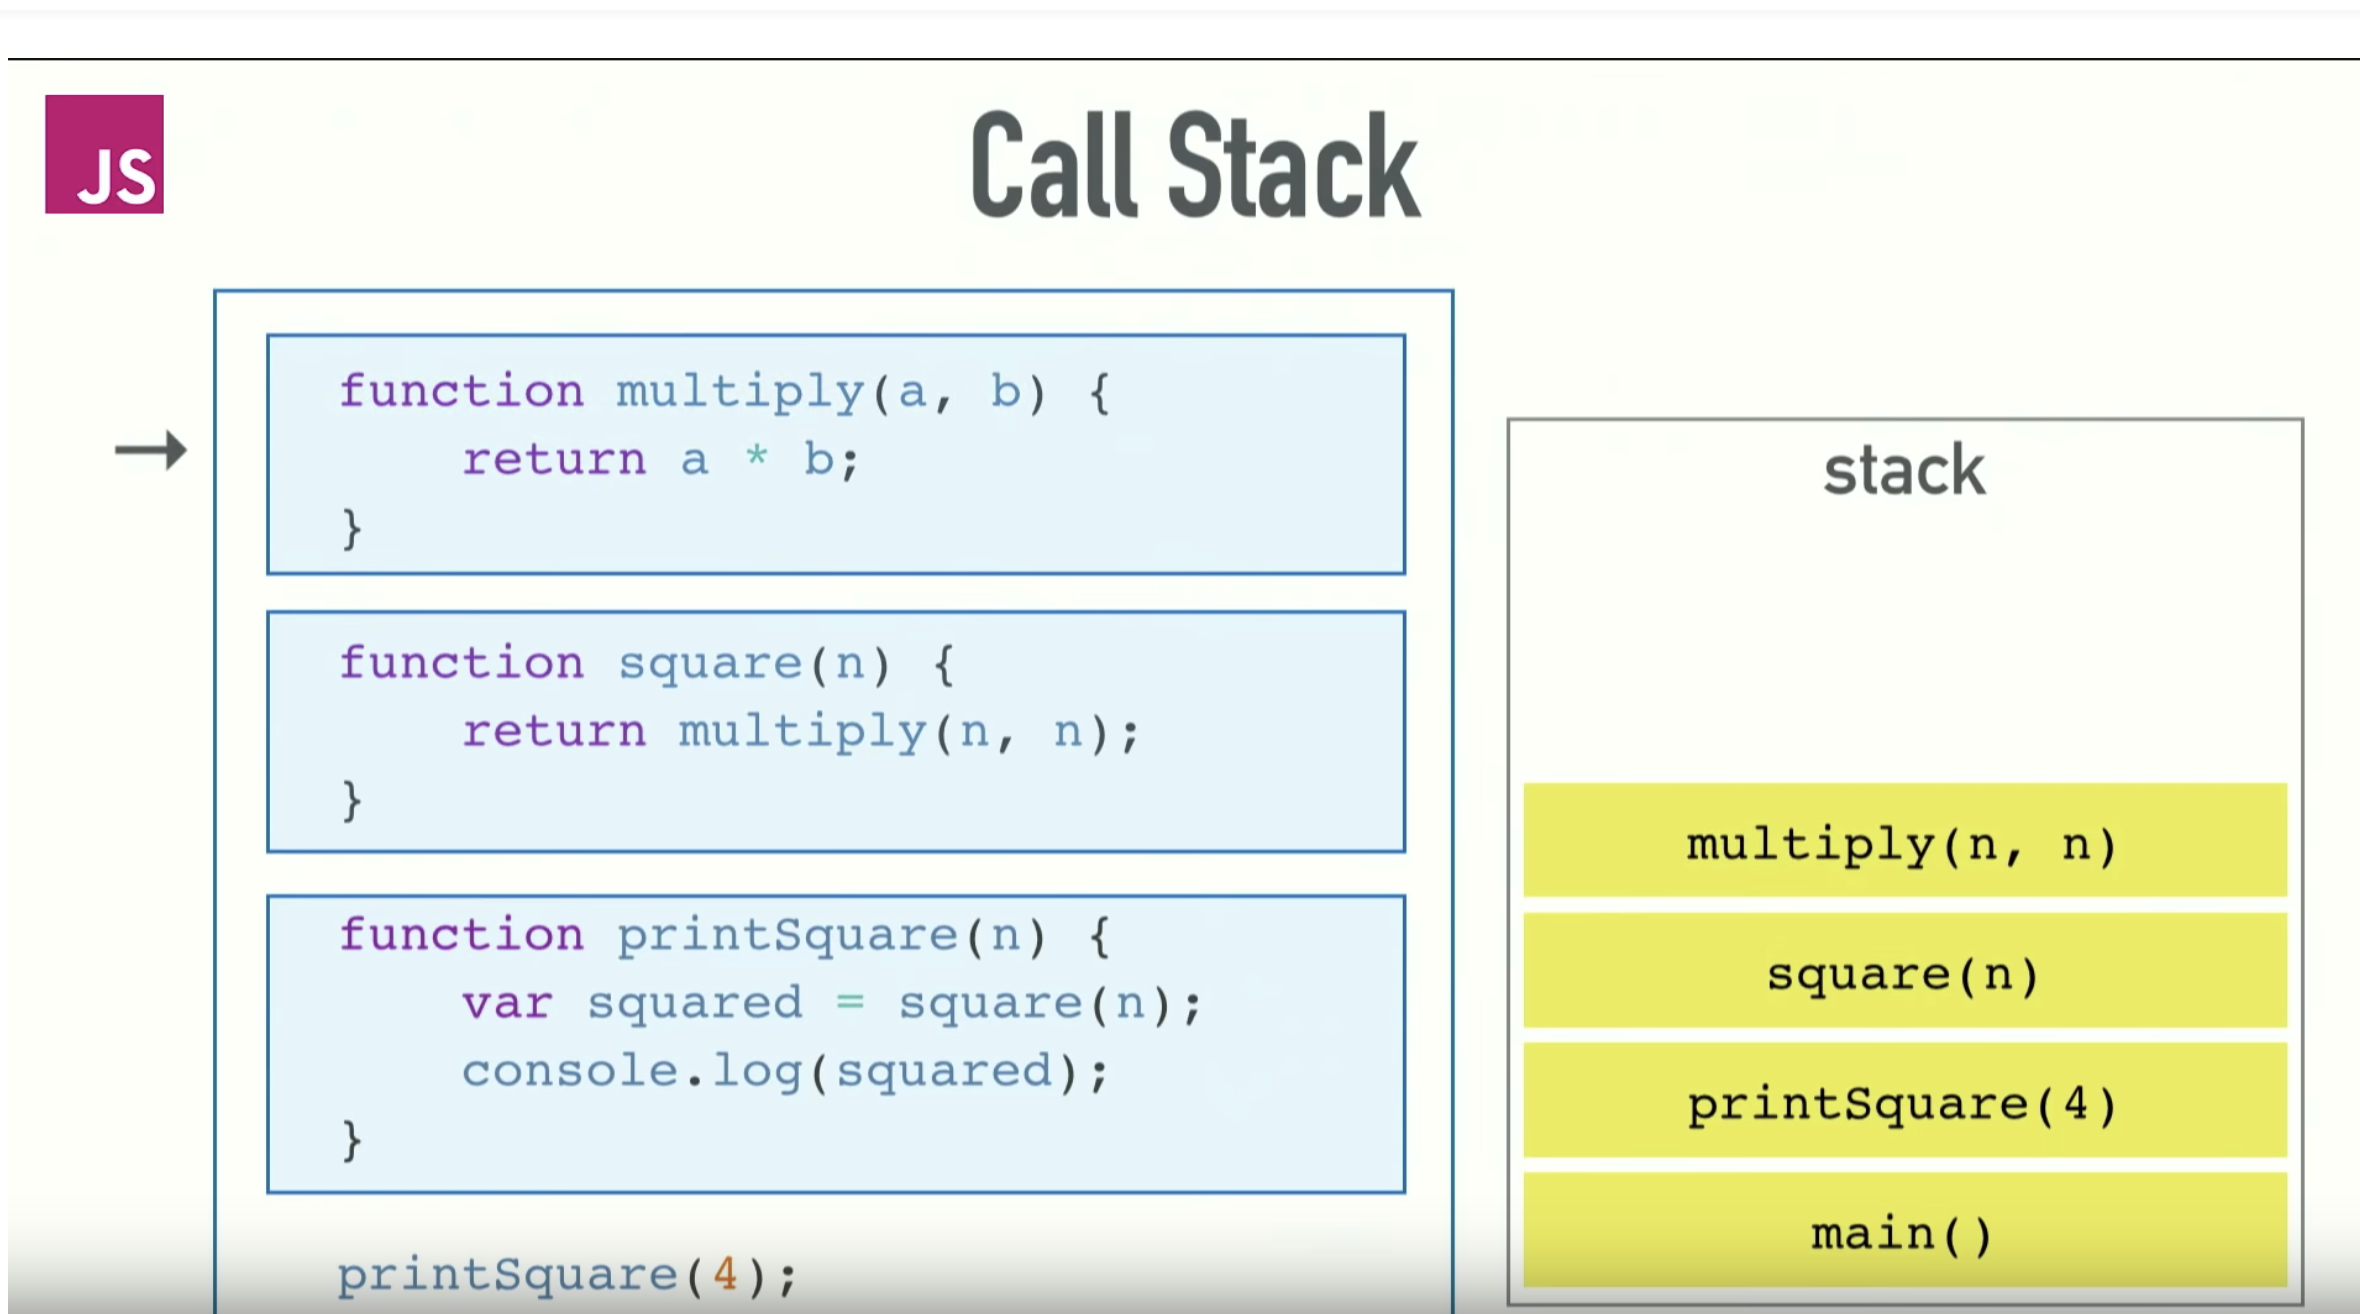 JS
Call Stack
function multiply(a, b) {
    return a * b;
}
function square(n) {
    return multiply(n, n);
}
function printSquare(n) {
    var squared = square(n);
    console.log(squared);
}
printSquare(4);
stack
multiply(n, n)
square(n)
printSquare(4)
main()